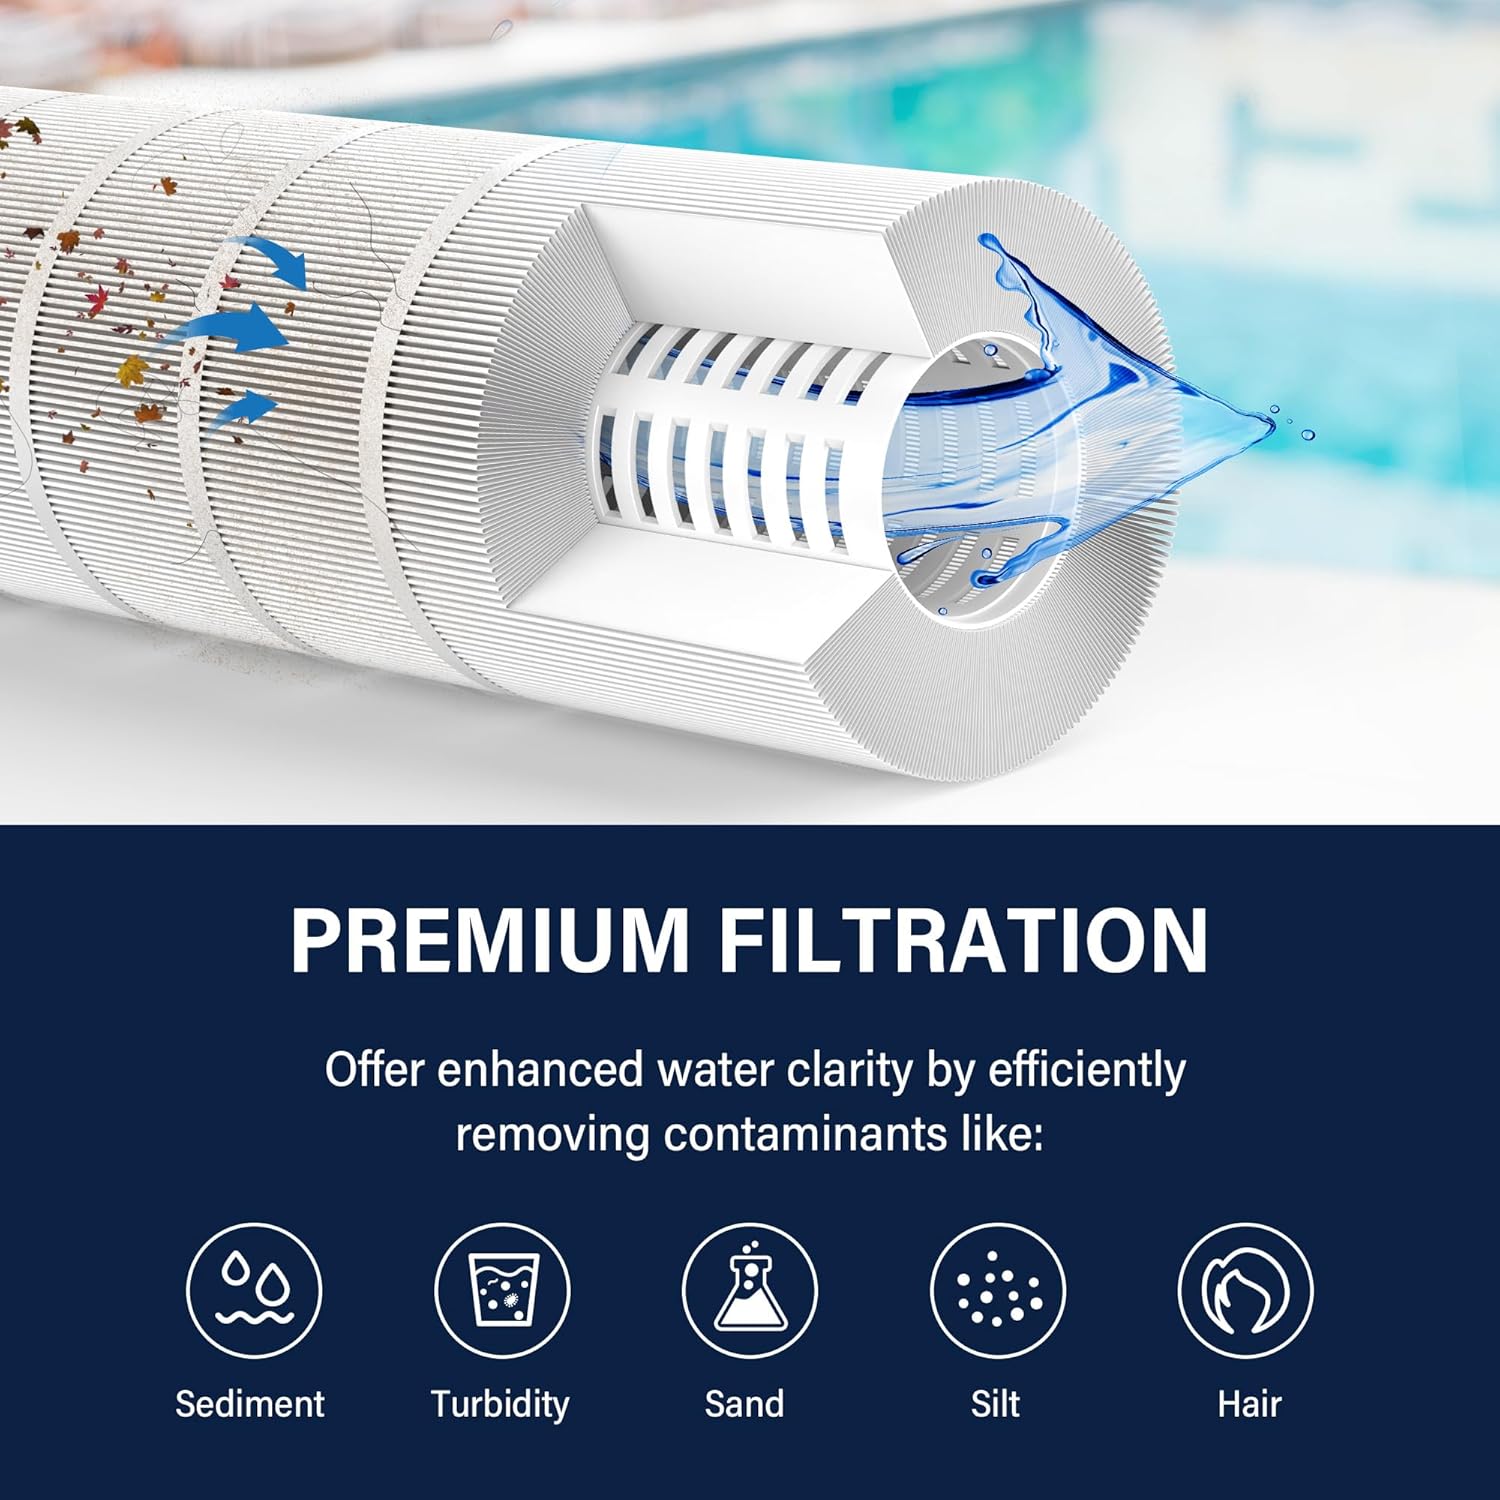 PREMIUM FILTRATION
Offer enhanced water clarity by efficiently
removing contaminants like:
Sediment
Turbidity
Sand
Silt
Hair